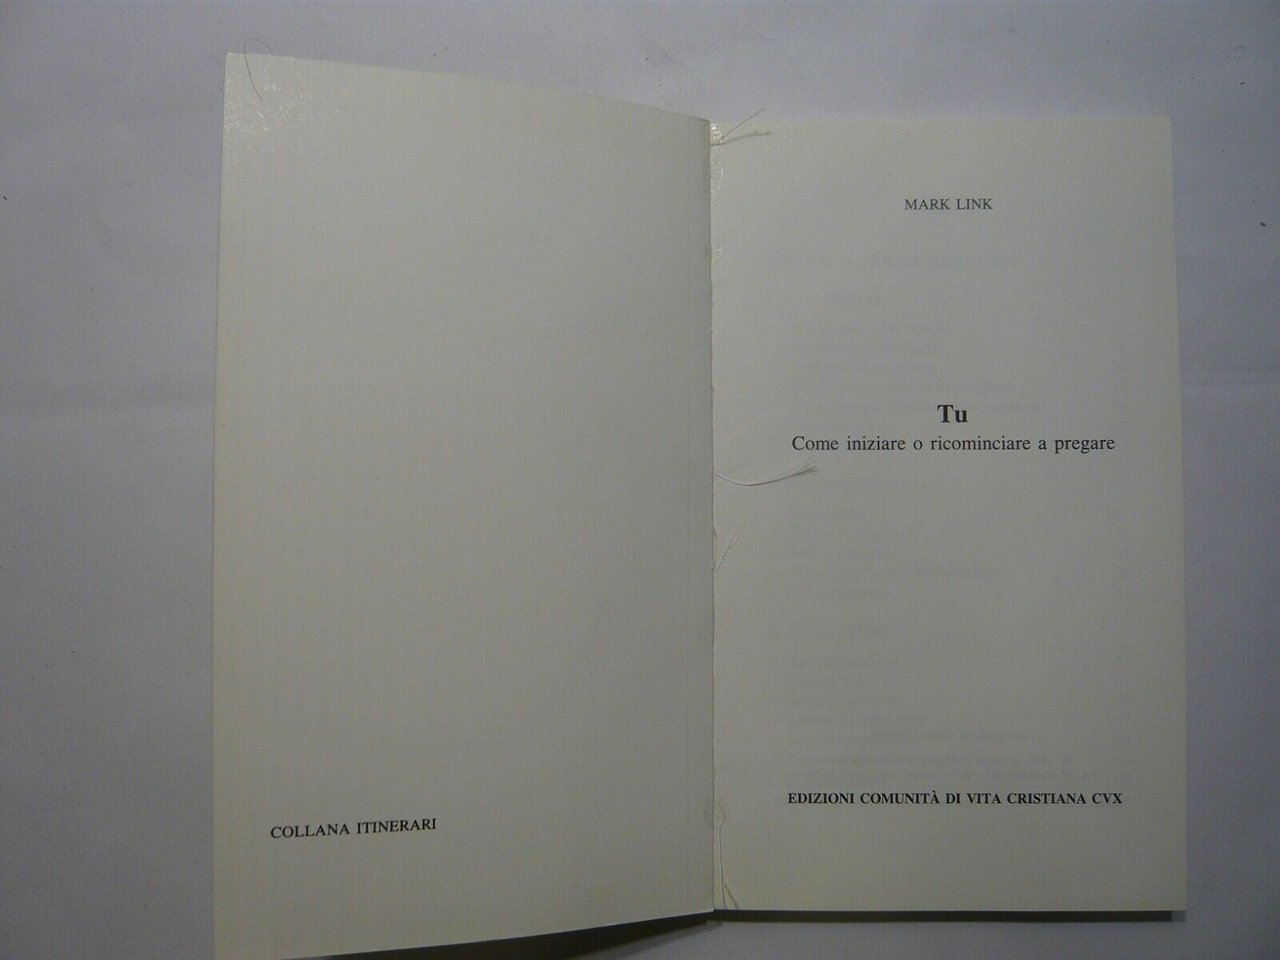 COLLANA ITINERARI
MARK LINK
Tu
Come iniziare o ricominciare a pregare
EDIZIONI COMUNITÀ DI VITA CRISTIANA CVX